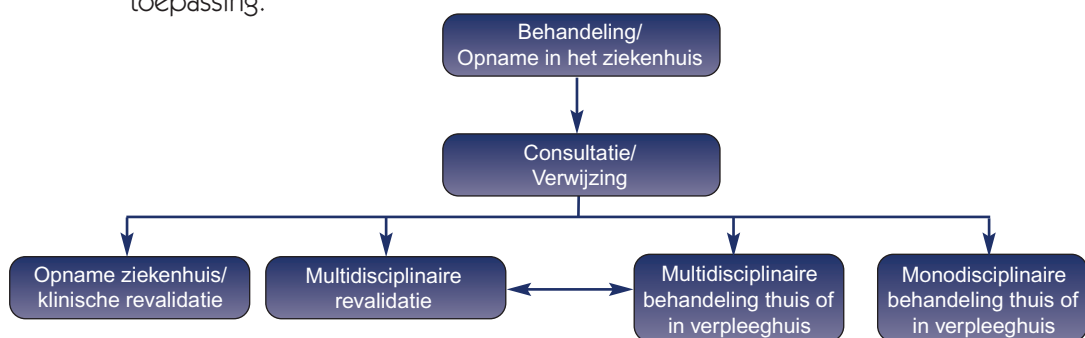 toepassing.
Behandeling/
Opname in het ziekenhuis
Consultatie/
Verwijzing
Opname ziekenhuis/
klinische revalidatie
Multidisciplinaire
revalidatie
Multidisciplinaire
behandeling thuis of
in verpleeghuis
Monodisciplinaire
behandeling thuis of
in verpleeghuis